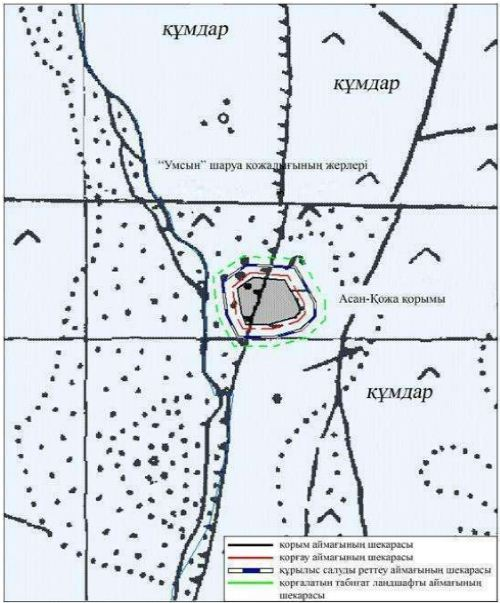 құмдар
құмдар
"Умсын" шаруа қожалығының жерлері
Асан-Қожа қорымы
құмдар
қорым аймағының шекарасы
қорғау аймағының шекарасы
құрылыс салуды реттеу аймағының шекарасы
қорғалатын табиғат ландшафты аймағының
шекарасы